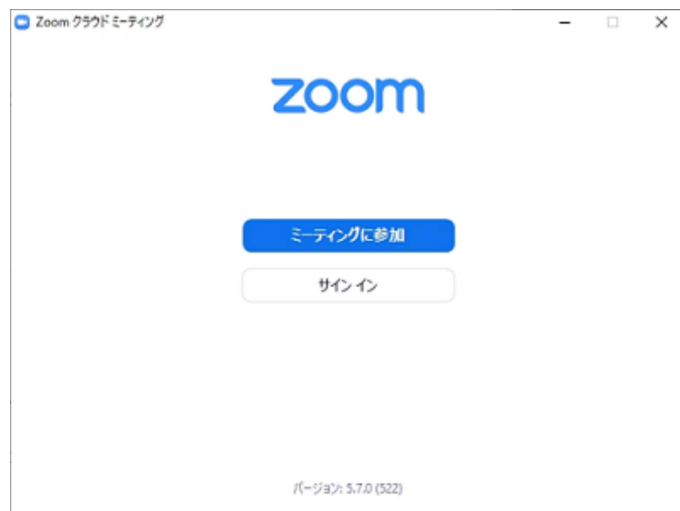 Zoom クラウド ミーティング
zoom
ミーティングに参加
サイン イン
バージョン: 5.7.0 (522)